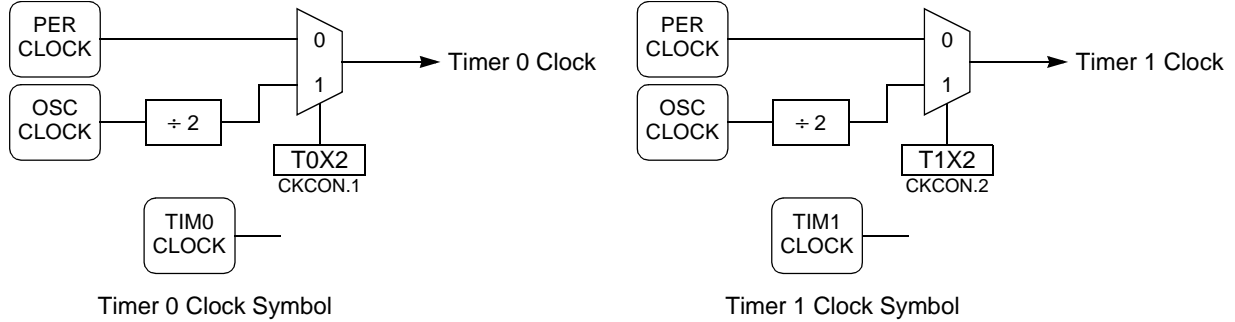 PER
CLOCK
0
Timer 0 Clock
1
OSC
CLOCK
÷ 2
T0X2
CKCON.1
TIM0
CLOCK
Timer 0 Clock Symbol
PER
CLOCK
0
Timer 1 Clock
1
OSC
CLOCK
÷ 2
T1X2
CKCON.2
TIM1
CLOCK
Timer 1 Clock Symbol